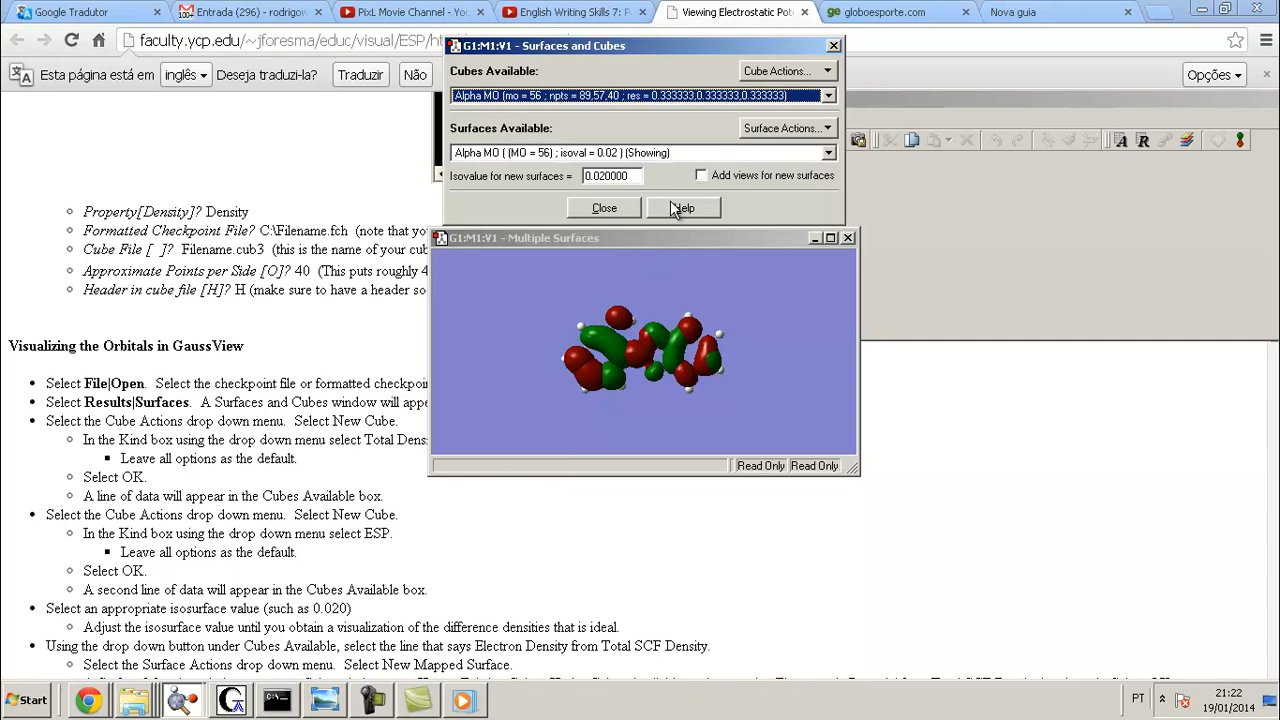 Google Tradutor
Entrada (296) - rodrigow
PixL Movie Channel - Yo
English Writing Skills 7: P
Viewing Electrostatic Pot
globoesporte.com
Nova guia
faculty.ycp.edu/~jforesma/educ/visual/ESP/ht
Esta página está em
inglês
Deseja traduzi-la?
Traduzir
Não
Opções
G1:M1:V1 - Surfaces and Cubes
Cubes Available:
Cube Actions...
Alpha MO (mo = 56 ; npts = 89,57,40 ; res = 0.333333,0.333333,0.333333)
Surfaces Available:
Surface Actions...
Alpha MO ( (MO = 56) ; isoval = 0.02 ) (Showing)
Isovalue for new surfaces =
0.020000
Add views for new surfaces
Close
Help
G1:M1:V1 - Multiple Surfaces
Read Only
Read Only
Property[Density]? Density
Formatted Checkpoint File? C:\Filename.fch (note that yo
Cube File [ ]? Filename.cub3 (this is the name of your cub
Approximate Points per Side [O]? 40 (This puts roughly 4
Header in cube file [H]? H (make sure to have a header so
Visualizing the Orbitals in GaussView
Select File|Open. Select the checkpoint file or formatted checkpoin
Select Results|Surfaces. A Surfaces and Cubes window will appe
Select the Cube Actions drop down menu. Select New Cube.
In the Kind box using the drop down menu select Total Dens
Leave all options as the default.
Select OK.
A line of data will appear in the Cubes Available box.
Select the Cube Actions drop down menu. Select New Cube.
In the Kind box using the drop down menu select ESP.
Leave all options as the default.
Select OK.
A second line of data will appear in the Cubes Available box.
Select an appropriate isosurface value (such as 0.020)
Adjust the isosurface value until you obtain a visualization of the difference densities that is ideal.
Using the drop down button under Cubes Available, select the line that says Electron Density from Total SCF Density.
Select the Surface Actions drop down menu. Select New Mapped Surface.
Start
PT
21:22
19/01/2014